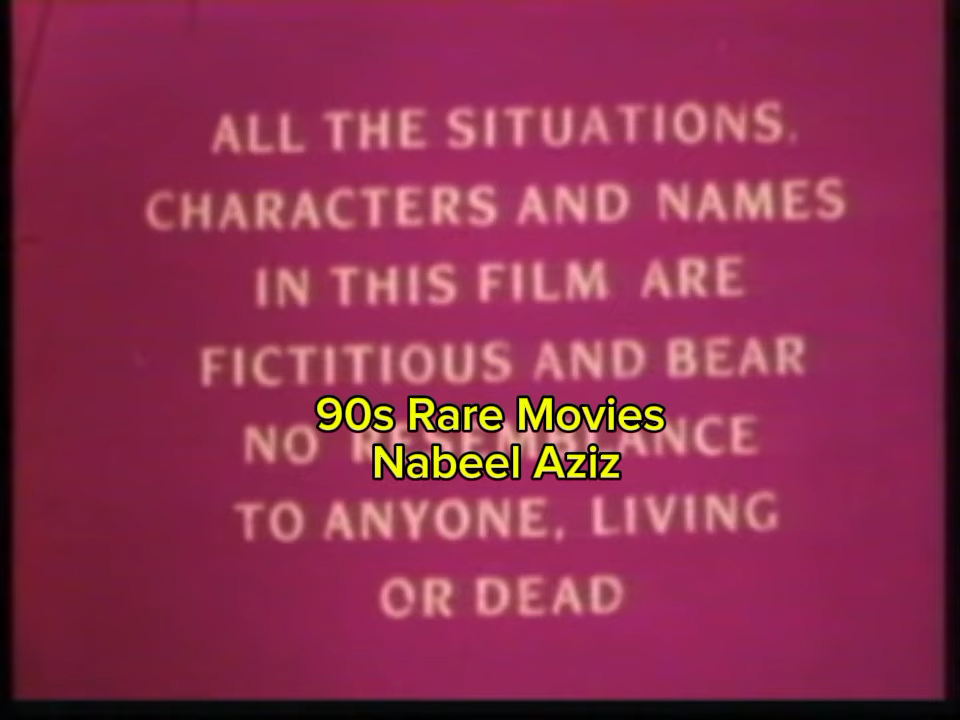 ALL THE SITUATIONS,
CHARACTERS AND NAMES
IN THIS FILM ARE
FICTITIOUS AND BEAR
NO RESEMBLANCE
90s Rare Movies
Nabeel Aziz
TO ANYONE, LIVING
OR DEAD